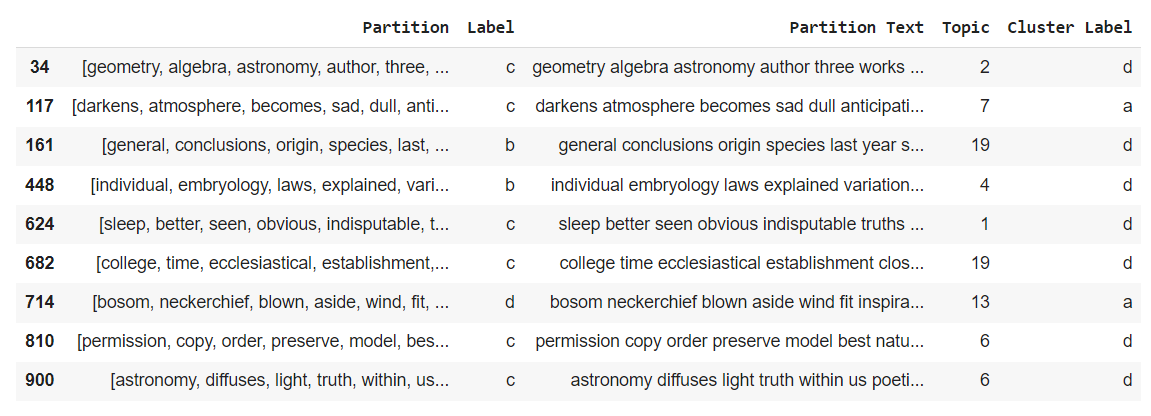 Partition Label Partition Text Topic Cluster Label
34 [geometry, algebra, astronomy, author, three, ... c geometry algebra astronomy author three works ... 2 d
117 [darkens, atmosphere, becomes, sad, dull, anti... c darkens atmosphere becomes sad dull anticipati... 7 a
161 [general, conclusions, origin, species, last, ... b general conclusions origin species last year s... 19 d
448 [individual, embryology, laws, explained, vari... b individual embryology laws explained variation... 4 d
624 [sleep, better, seen, obvious, indisputable, t... c sleep better seen obvious indisputable truths ... 1 d
682 [college, time, ecclesiastical, establishment,... c college time ecclesiastical establishment clos... 19 d
714 [bosom, neckerchief, blown, aside, wind, fit, ... d bosom neckerchief blown aside wind fit inspira... 13 a
810 [permission, copy, order, preserve, model, bes... c permission copy order preserve model best natu... 6 d
900 [astronomy, diffuses, light, truth, within, us... c astronomy diffuses light truth within us poeti... 6 d